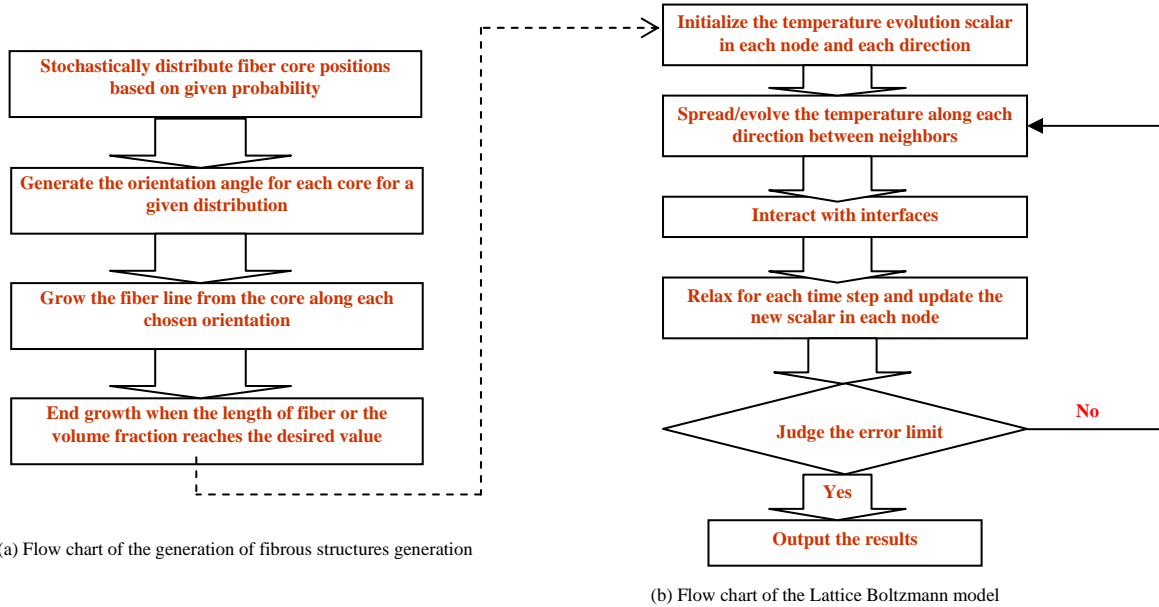 Stochastically distribute fiber core positions
based on given probability
Generate the orientation angle for each core for a
given distribution
Grow the fiber line from the core along each
chosen orientation
End growth when the length of fiber or the
volume fraction reaches the desired value
(a) Flow chart of the generation of fibrous structures generation
Initialize the temperature evolution scalar
in each node and each direction
Spread/evolve the temperature along each
direction between neighbors
Interact with interfaces
Relax for each time step and update the
new scalar in each node
Judge the error limit
No
Yes
Output the results
(b) Flow chart of the Lattice Boltzmann model